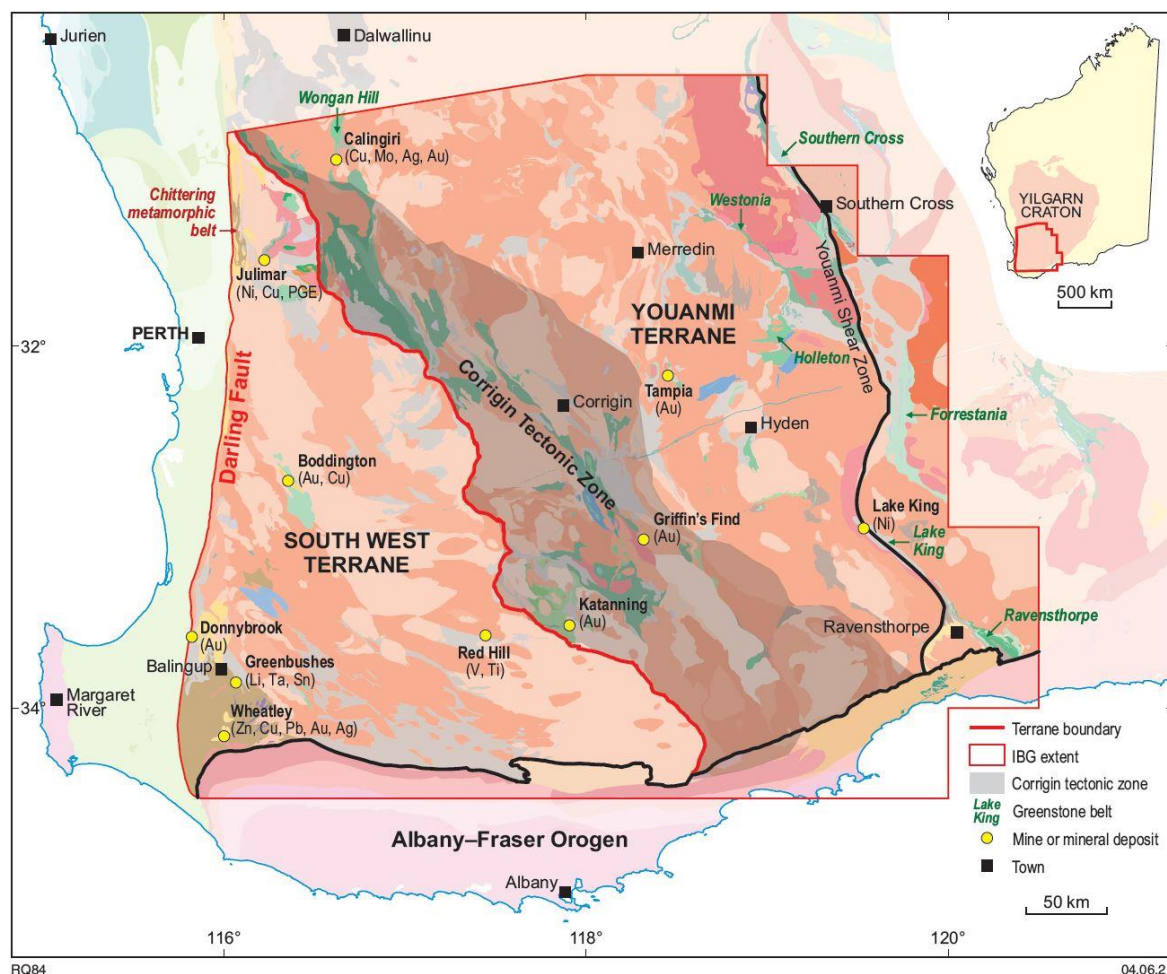 Jurien
Dalwallinu
Wongan Hill
Calingiri
(Cu, Mo, Ag, Au)
Southern Cross
Chittering
metamorphic
belt
Westonia
Southern Cross
YILGARN
CRATON
500 km
Merredin
Julimar
(Ni, Cu, PGE)
YOUANMI
TERRANE
Youanmi Shear Zone
PERTH
32°
Holleton
Darling Fault
Corrigin Tectonic Zone
Corrigin
Tampia
(Au)
Hyden
Forrestania
Boddington
(Au, Cu)
SOUTH WEST
TERRANE
Griffin's Find
(Au)
Lake King
(Ni)
Lake
King
Katanning
(Au)
Donnybrook
(Au)
Red Hill
(V, Ti)
Ravensthorpe
Ravensthorpe
Balingup
Greenbushes
(Li, Ta, Sn)
Margaret
River
34°
Wheatley
(Zn, Cu, Pb, Au, Ag)
Terrane boundary
IBG extent
Corrigin tectonic zone
Lake
King
Greenstone belt
Mine or mineral deposit
Town
50 km
Albany–Fraser Orogen
Albany
116°
118°
120°
RQ84
04.06.2